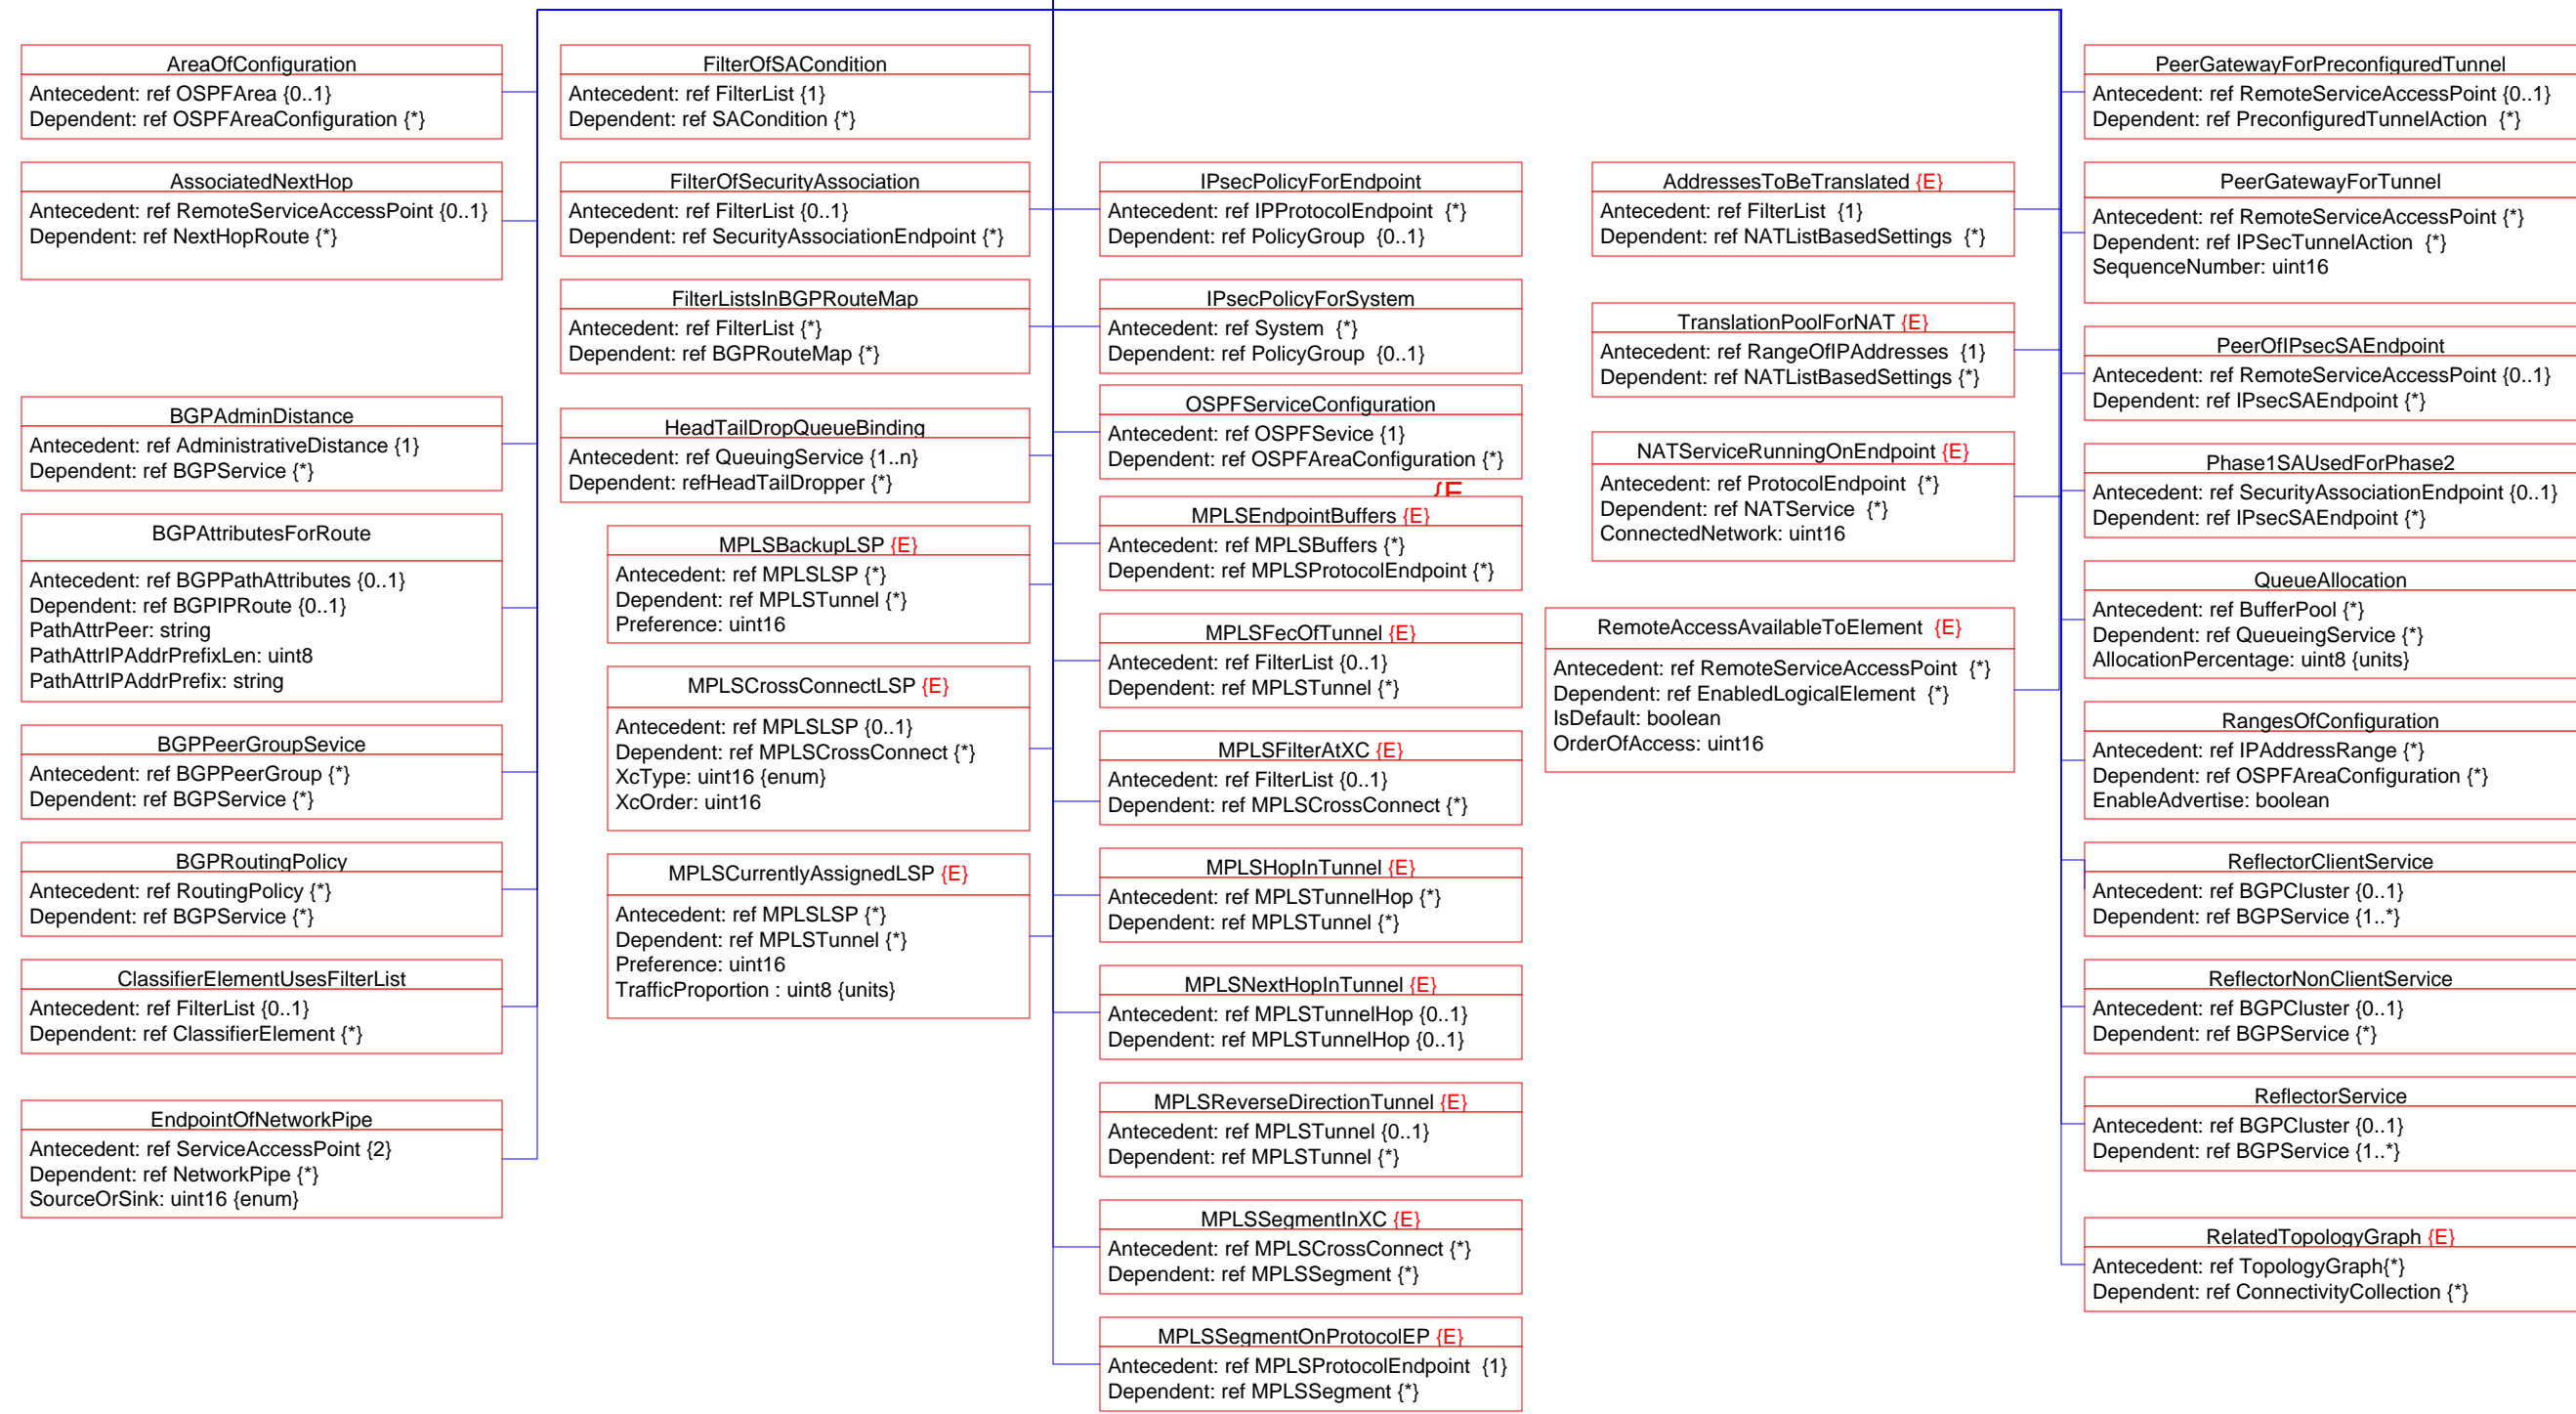 AreaOfConfiguration
Antecedent: ref OSPFArea {0..1}
Dependent: ref OSPFAreaConfiguration {*}
AssociatedNextHop
Antecedent: ref RemoteServiceAccessPoint {0..1}
Dependent: ref NextHopRoute {*}
BGPAdminDistance
Antecedent: ref AdministrativeDistance {1}
Dependent: ref BGPService {*}
BGPAttributesForRoute
Antecedent: ref BGPPathAttributes {0..1}
Dependent: ref BGPIPRoute {0..1}
PathAttrPeer: string
PathAttrIPAddrPrefixLen: uint8
PathAttrIPAddrPrefix: string
BGPPeerGroupSevice
Antecedent: ref BGPPeerGroup {*}
Dependent: ref BGPService {*}
BGPRoutingPolicy
Antecedent: ref RoutingPolicy {*}
Dependent: ref BGPService {*}
ClassifierElementUsesFilterList
Antecedent: ref FilterList {0..1}
Dependent: ref ClassifierElement {*}
EndpointOfNetworkPipe
Antecedent: ref ServiceAccessPoint {2}
Dependent: ref NetworkPipe {*}
SourceOrSink: uint16 {enum}
FilterOfSACondition
Antecedent: ref FilterList {1}
Dependent: ref SACondition {*}
FilterOfSecurityAssociation
Antecedent: ref FilterList {0..1}
Dependent: ref SecurityAssociationEndpoint {*}
FilterListsInBGPRouteMap
Antecedent: ref FilterList {*}
Dependent: ref BGPRouteMap {*}
HeadTailDropQueueBinding
Antecedent: ref QueuingService {1..n}
Dependent: refHeadTailDropper {*}
MPLSBackupLSP {E}
Antecedent: ref MPLSLSP {*}
Dependent: ref MPLSTunnel {*}
Preference: uint16
MPLSCrossConnectLSP {E}
Antecedent: ref MPLSLSP {0..1}
Dependent: ref MPLSCrossConnect {*}
XcType: uint16 {enum}
XcOrder: uint16
MPLSCurrentlyAssignedLSP {E}
Antecedent: ref MPLSLSP {*}
Dependent: ref MPLSTunnel {*}
Preference: uint16
TrafficProportion : uint8 {units}
IPsecPolicyForEndpoint
Antecedent: ref IPProtocolEndpoint {*}
Dependent: ref PolicyGroup {0..1}
IPsecPolicyForSystem
Antecedent: ref System {*}
Dependent: ref PolicyGroup {0..1}
OSPFServiceConfiguration
Antecedent: ref OSPFSevice {1}
Dependent: ref OSPFAreaConfiguration {*}
{E
MPLSEndpointBuffers {E}
Antecedent: ref MPLSBuffers {*}
Dependent: ref MPLSProtocolEndpoint {*}
MPLSFecOfTunnel {E}
Antecedent: ref FilterList {0..1}
Dependent: ref MPLSTunnel {*}
MPLSFilterAtXC {E}
Antecedent: ref FilterList {0..1}
Dependent: ref MPLSCrossConnect {*}
MPLSHopInTunnel {E}
Antecedent: ref MPLSTunnelHop {*}
Dependent: ref MPLSTunnel {*}
MPLSNextHopInTunnel {E}
Antecedent: ref MPLSTunnelHop {0..1}
Dependent: ref MPLSTunnelHop {0..1}
MPLSReverseDirectionTunnel {E}
Antecedent: ref MPLSTunnel {0..1}
Dependent: ref MPLSTunnel {*}
MPLSSegmentInXC {E}
Antecedent: ref MPLSCrossConnect {*}
Dependent: ref MPLSSegment {*}
MPLSSegmentOnProtocolEP {E}
Antecedent: ref MPLSProtocolEndpoint {1}
Dependent: ref MPLSSegment {*}
AddressesToBeTranslated {E}
Antecedent: ref FilterList {1}
Dependent: ref NATListBasedSettings {*}
TranslationPoolForNAT {E}
Antecedent: ref RangeOfIPAddresses {1}
Dependent: ref NATListBasedSettings {*}
NATServiceRunningOnEndpoint {E}
Antecedent: ref ProtocolEndpoint {*}
Dependent: ref NATService {*}
ConnectedNetwork: uint16
RemoteAccessAvailableToElement {E}
Antecedent: ref RemoteServiceAccessPoint {*}
Dependent: ref EnabledLogicalElement {*}
IsDefault: boolean
OrderOfAccess: uint16
PeerGatewayForPreconfiguredTunnel
Antecedent: ref RemoteServiceAccessPoint {0..1}
Dependent: ref PreconfiguredTunnelAction {*}
PeerGatewayForTunnel
Antecedent: ref RemoteServiceAccessPoint {*}
Dependent: ref IPSecTunnelAction {*}
SequenceNumber: uint16
PeerOfIPsecSAEndpoint
Antecedent: ref RemoteServiceAccessPoint {0..1}
Dependent: ref IPsecSAEndpoint {*}
Phase1SAUsedForPhase2
Antecedent: ref SecurityAssociationEndpoint {0..1}
Dependent: ref IPsecSAEndpoint {*}
QueueAllocation
Antecedent: ref BufferPool {*}
Dependent: ref QueueingService {*}
AllocationPercentage: uint8 {units}
RangesOfConfiguration
Antecedent: ref IPAddressRange {*}
Dependent: ref OSPFAreaConfiguration {*}
EnableAdvertise: boolean
ReflectorClientService
Antecedent: ref BGPCluster {0..1}
Dependent: ref BGPService {1..*}
ReflectorNonClientService
Antecedent: ref BGPCluster {0..1}
Dependent: ref BGPService {*}
ReflectorService
Antecedent: ref BGPCluster {0..1}
Dependent: ref BGPService {1..*}
RelatedTopologyGraph {E}
Antecedent: ref TopologyGraph{*}
Dependent: ref ConnectivityCollection {*}